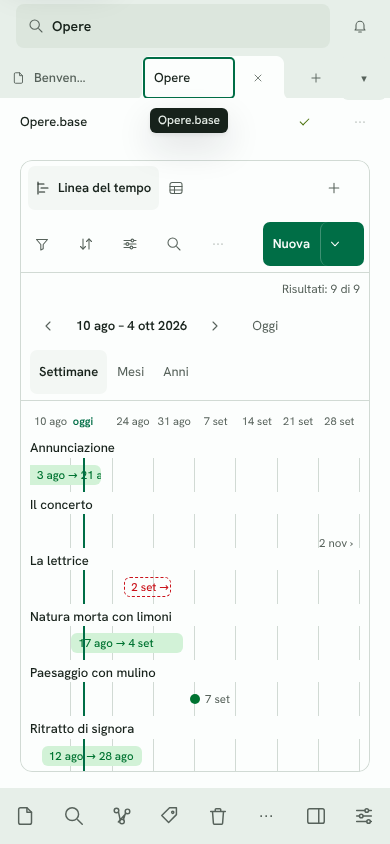 Opere
Benven...
Opere
Opere.base
Opere.base
Linea del tempo
Nuova
Risultati: 9 di 9
10 ago – 4 ott 2026
Oggi
Settimane
Mesi
Anni
10 ago oggi 24 ago 31 ago 7 set 14 set 21 set 28 set
Annunciazione
3 ago → 21 a
Il concerto
2 nov ›
La lettrice
2 set →
Natura morta con limoni
17 ago → 4 set
Paesaggio con mulino
7 set
Ritratto di signora
12 ago → 28 ago